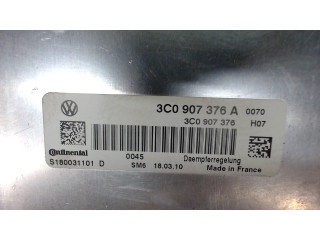 3C0 907 376 A 0070
3C0 907 376 H07
Continental
0045 Daempferregelung
S180031101 D SM6 18.03.10 Made in France